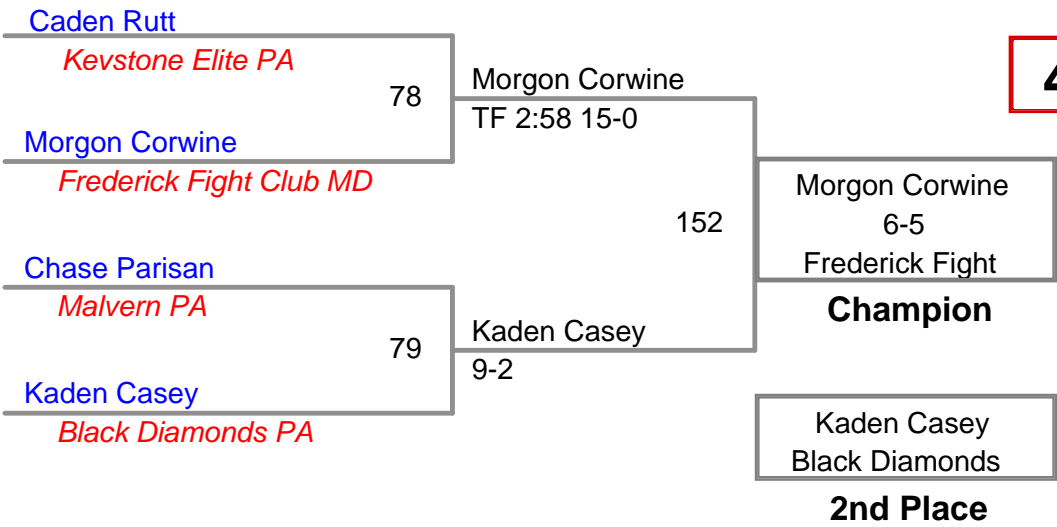 Caden Rutt
Kevstone Elite PA
78
Morgon Corwine
TF 2:58 15-0
Morgon Corwine
Frederick Fight Club MD
152
Morgon Corwine
6-5
Frederick Fight
Champion
Chase Parisan
Malvern PA
79
Kaden Casey
9-2
Kaden Casey
Black Diamonds PA
Kaden Casey
Black Diamonds
2nd Place